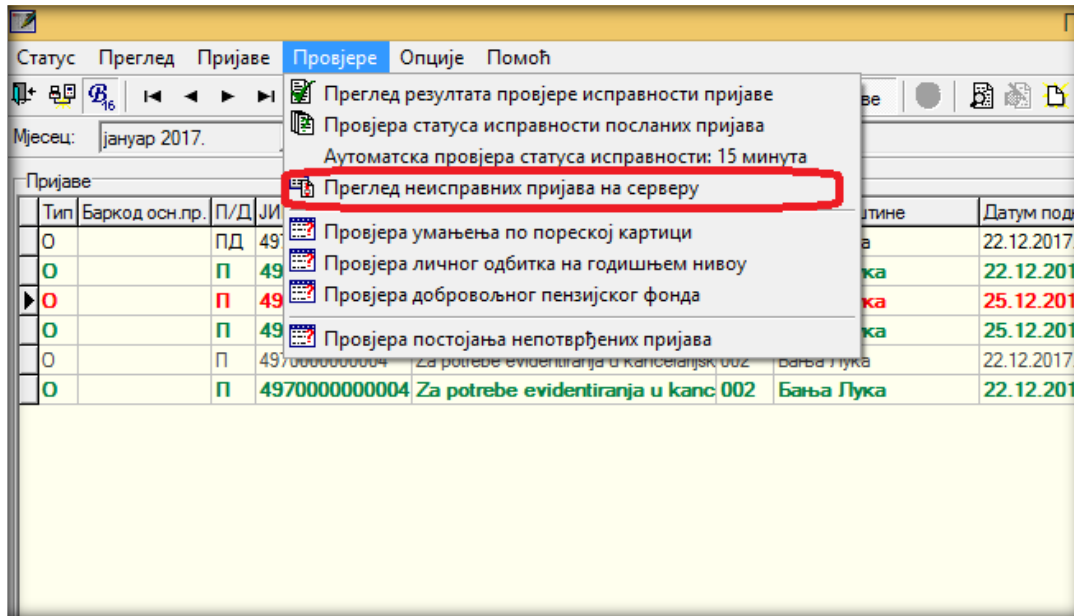 Статус Преглед Пријаве Провјере Опције Помоћ
16
Преглед резултата провјере исправности пријаве
Мјесец: јануар 2017.
Провјера статуса исправности посланих пријава
Аутоматска провјера статуса исправности: 15 минута
Пријаве
Преглед неисправних пријава на серверу
Тип Баркод осн.пр. П/Д
Датум
О ПД 22.12.2017.
Провјера умањења по пореској картици
О П 49 22.12.201
Провјера личног одбитка на годишњем нивоу
О П 49 25.12.201
Провјера добровољног пензијског фонда
О П 49 25.12.201
Провјера постојања непотврђених пријава
О П 4970000000004 Za potrebe evidentiranja u kancelarijsk 002 Бања Лука 22.12.2017.
О П 4970000000004 Za potrebe evidentiranja u kanc 002 Бања Лука 22.12.201